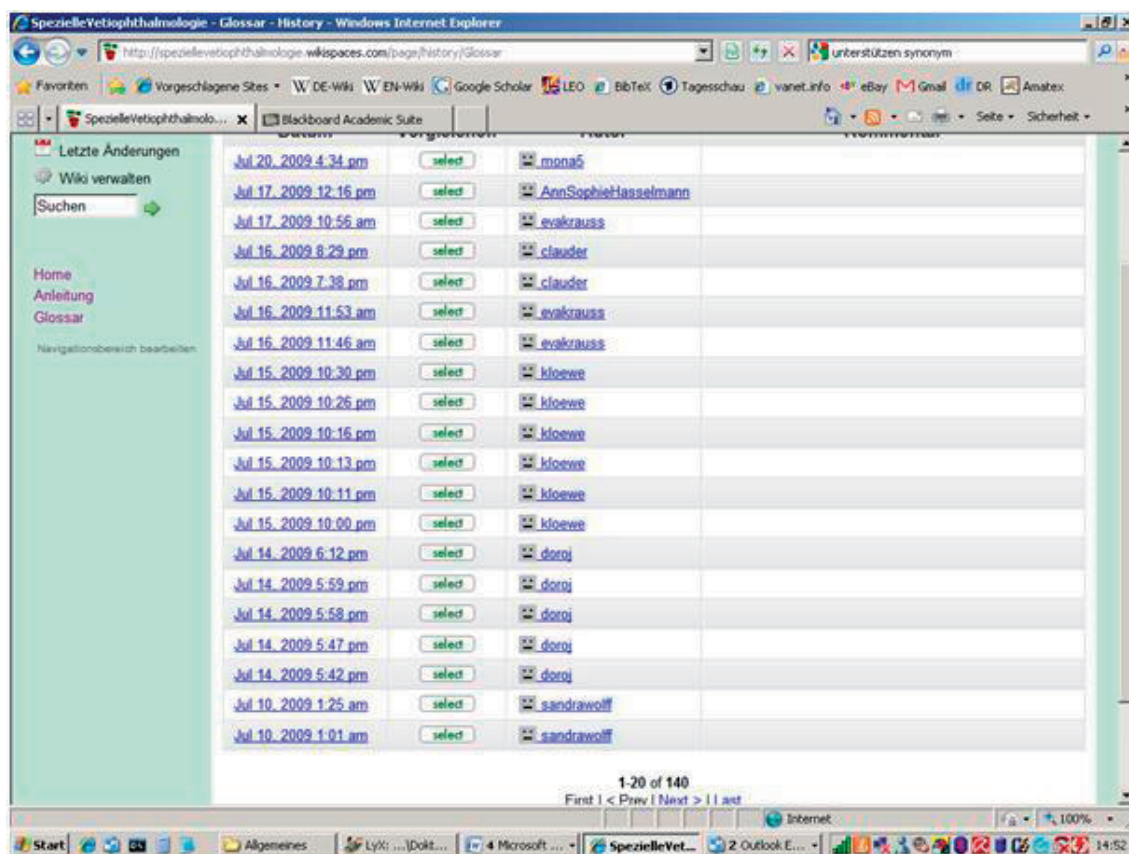 SpezielleVetiophthalmologie - Glossar - History - Windows Internet Explorer
http://speziellevetiophthalmologie.wikispaces.com/page/history/Glossar
unterstützen synonym
Favoriten Vorgeschlagene Sites W DE-Wiki W EN-Wiki Google Scholar LEO BibTeX Tagesschau vanet.info eBay Gmail dr DR Amatex
SpezielleVetiophthalmolo... X Blackboard Academic Suite Seite Sicherheit
Datum Vergleichen Autor Kommentar
Letzte Änderungen
Wiki verwalten
Suchen
Home
Anleitung
Glossar
Navigationsbereich bearbeiten
Jul 20, 2009 4:34 pm select mona5
Jul 17, 2009 12:16 pm select AnnSophieHasselmann
Jul 17, 2009 10:56 am select evakrauss
Jul 16, 2009 8:29 pm select clauder
Jul 16, 2009 7:38 pm select clauder
Jul 16, 2009 11:53 am select evakrauss
Jul 16, 2009 11:46 am select evakrauss
Jul 15, 2009 10:30 pm select kloewe
Jul 15, 2009 10:26 pm select kloewe
Jul 15, 2009 10:16 pm select kloewe
Jul 15, 2009 10:13 pm select kloewe
Jul 15, 2009 10:11 pm select kloewe
Jul 15, 2009 10:00 pm select kloewe
Jul 14, 2009 6:12 pm select doroj
Jul 14, 2009 5:59 pm select doroj
Jul 14, 2009 5:58 pm select doroj
Jul 14, 2009 5:47 pm select doroj
Jul 14, 2009 5:42 pm select doroj
Jul 10, 2009 1:25 am select sandrawolff
Jul 10, 2009 1:01 am select sandrawolff
1-20 of 140
First | < Prev | Next > | Last
Internet 100%
Start Allgemeines LyX: ...\Dokt... 4 Microsoft ... SpezielleVet... 2 Outlook E... 14:52